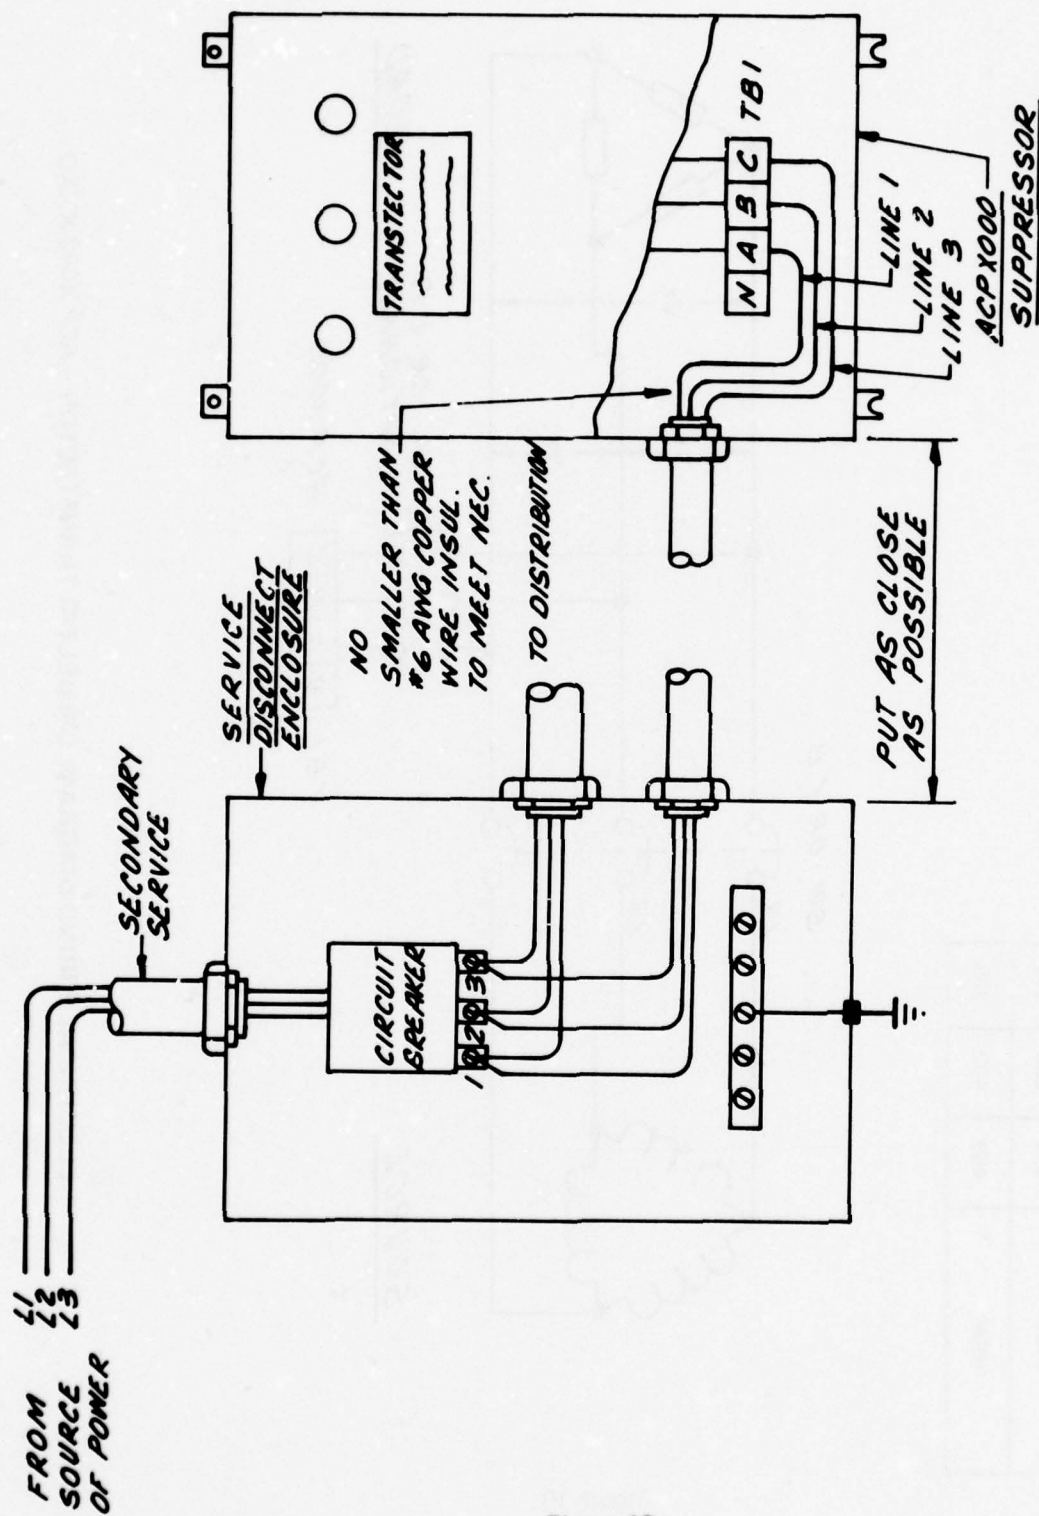 FROM
SOURCE
OF POWER
L1
L2
L3
SECONDARY
SERVICE
SERVICE
DISCONNECT
ENCLOSURE
CIRCUIT
BREAKER
1 2 3
NO
SMALLER THAN
#6 AWG COPPER
WIRE INSUL.
TO MEET NEC.
TO DISTRIBUTION
TRANSTECTOR
N A B C TB1
LINE 1
LINE 2
LINE 3
ACPX000
SUPPRESSOR
PUT AS CLOSE
AS POSSIBLE